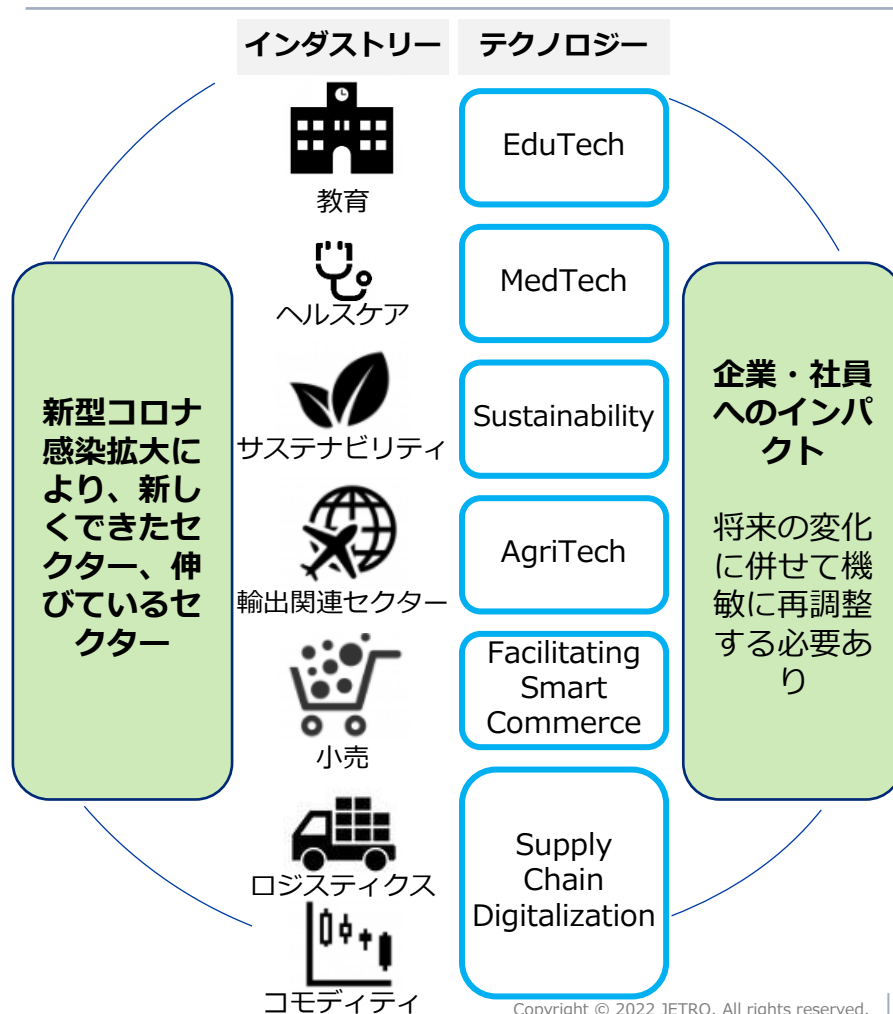 インダストリー
テクノロジー
教育
EduTech
ヘルスケア
MedTech
サステナビリティ
Sustainability
輸出関連セクター
AgriTech
小売
Facilitating
Smart
Commerce
ロジスティクス
コモディティ
Supply
Chain
Digitalization
新型コロナ
感染拡大に
より、新し
くできたセ
クター、伸
びているセ
クター
企業・社員
へのインパ
クト
将来の変化
に併せて機
敏に再調整
する必要あ
り
Copyright © 2022 JETRO. All rights reserved.